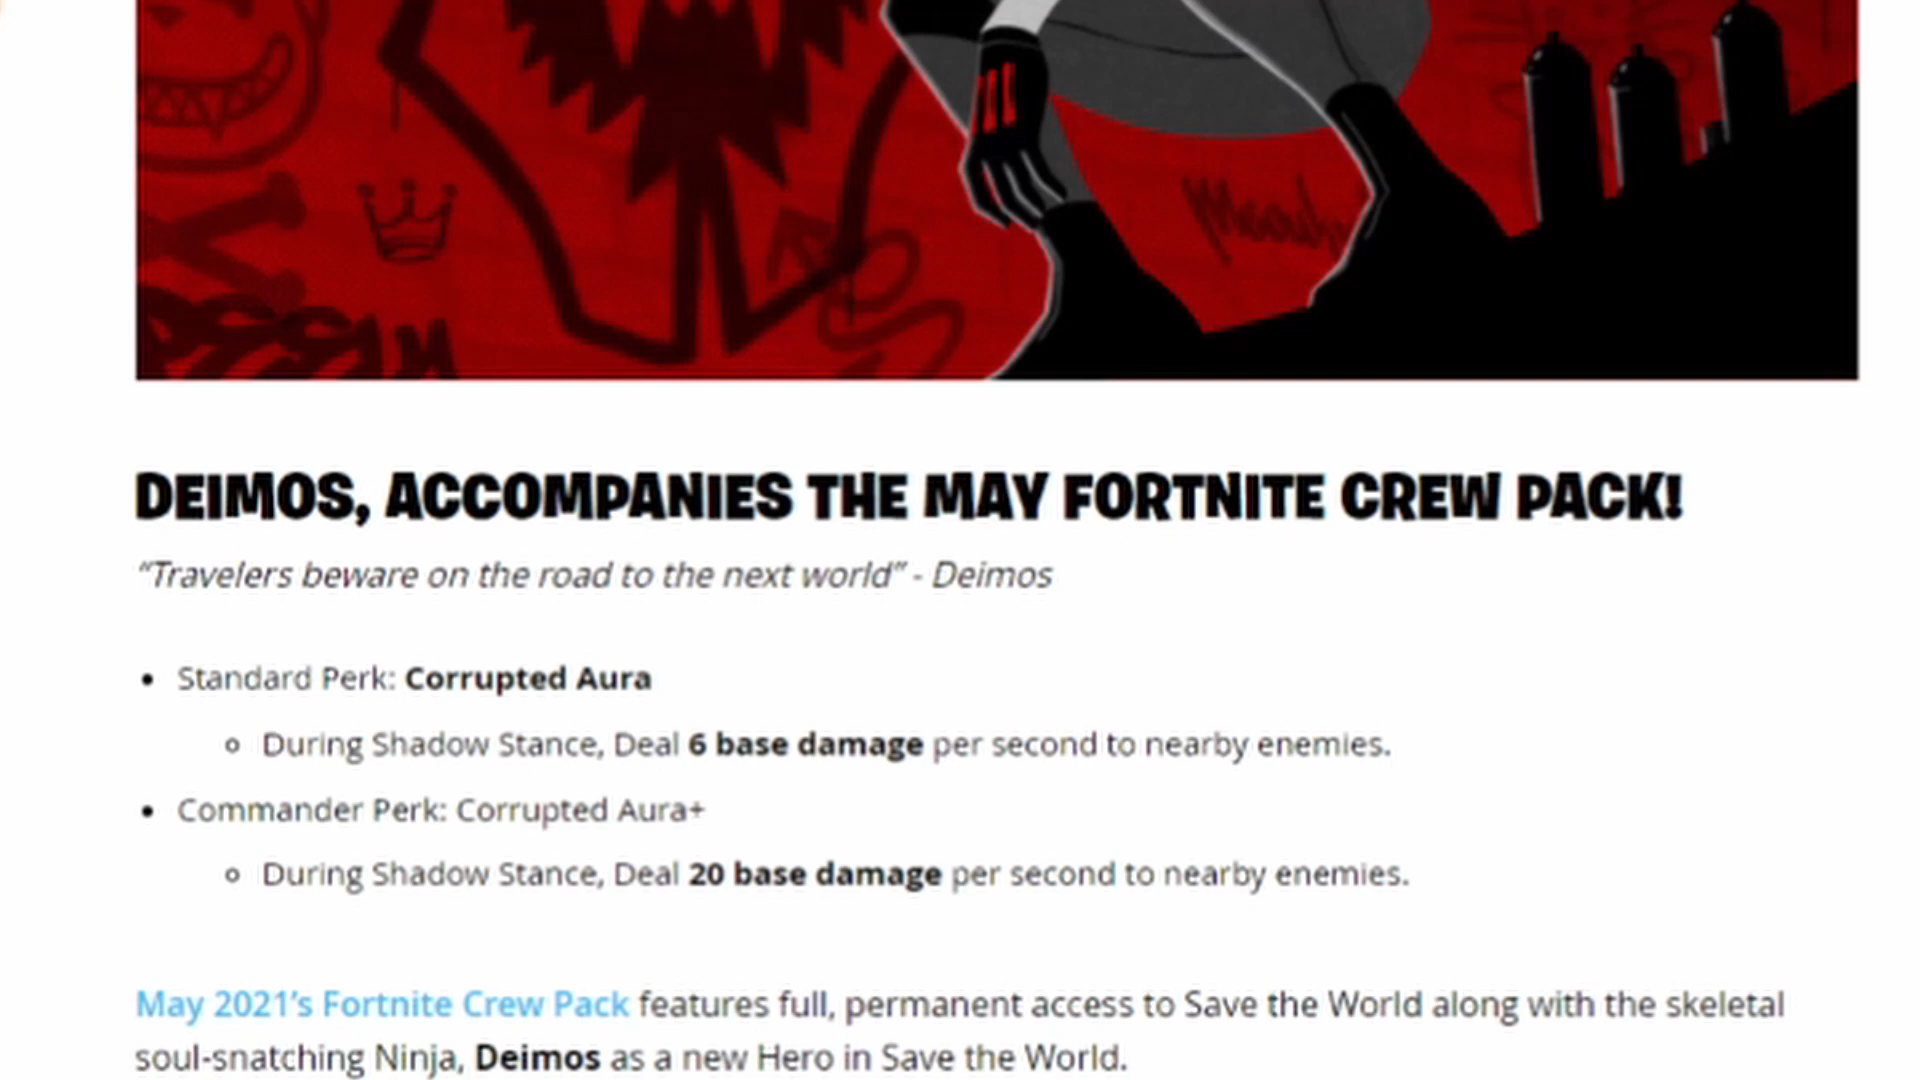 DEIMOS, ACCOMPANIES THE MAY FORTNITE CREW PACK!
“Travelers beware on the road to the next world” - Deimos
• Standard Perk: Corrupted Aura
◦ During Shadow Stance, Deal 6 base damage per second to nearby enemies.
• Commander Perk: Corrupted Aura+
◦ During Shadow Stance, Deal 20 base damage per second to nearby enemies.
May 2021’s Fortnite Crew Pack features full, permanent access to Save the World along with the skeletal
soul-snatching Ninja, Deimos as a new Hero in Save the World.